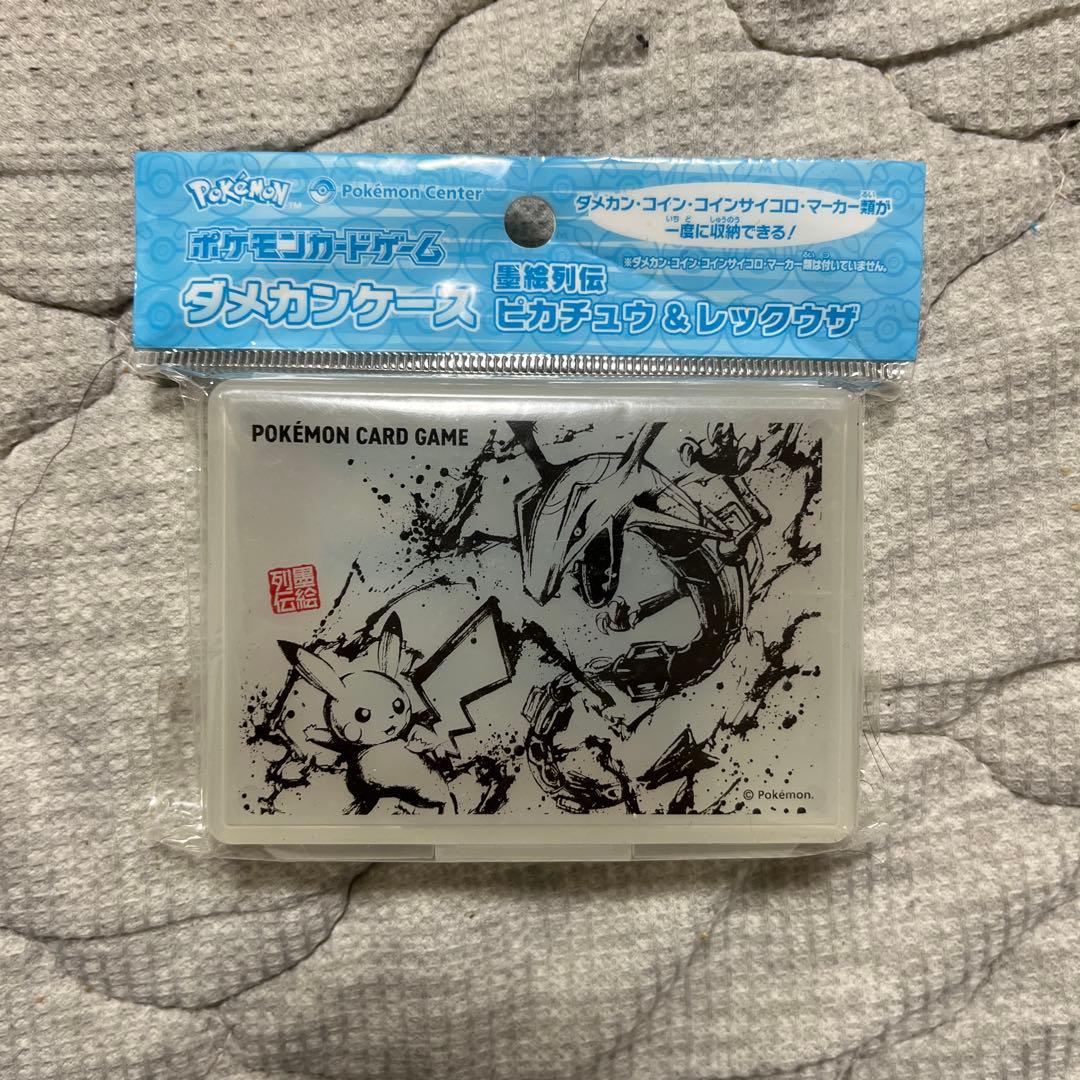 POKÉMON™
Pokémon Center
ポケモンカードゲーム
ダメカンケース
墨絵列伝
ピカチュウ & レックウザ
ダメカン・コイン・コインサイコロ・マーカー類が
一度に収納できる!
※ダメカン・コイン・コインサイコロ・マーカー類は付いていません。
POKÉMON CARD GAME
墨絵
列伝
© Pokémon.